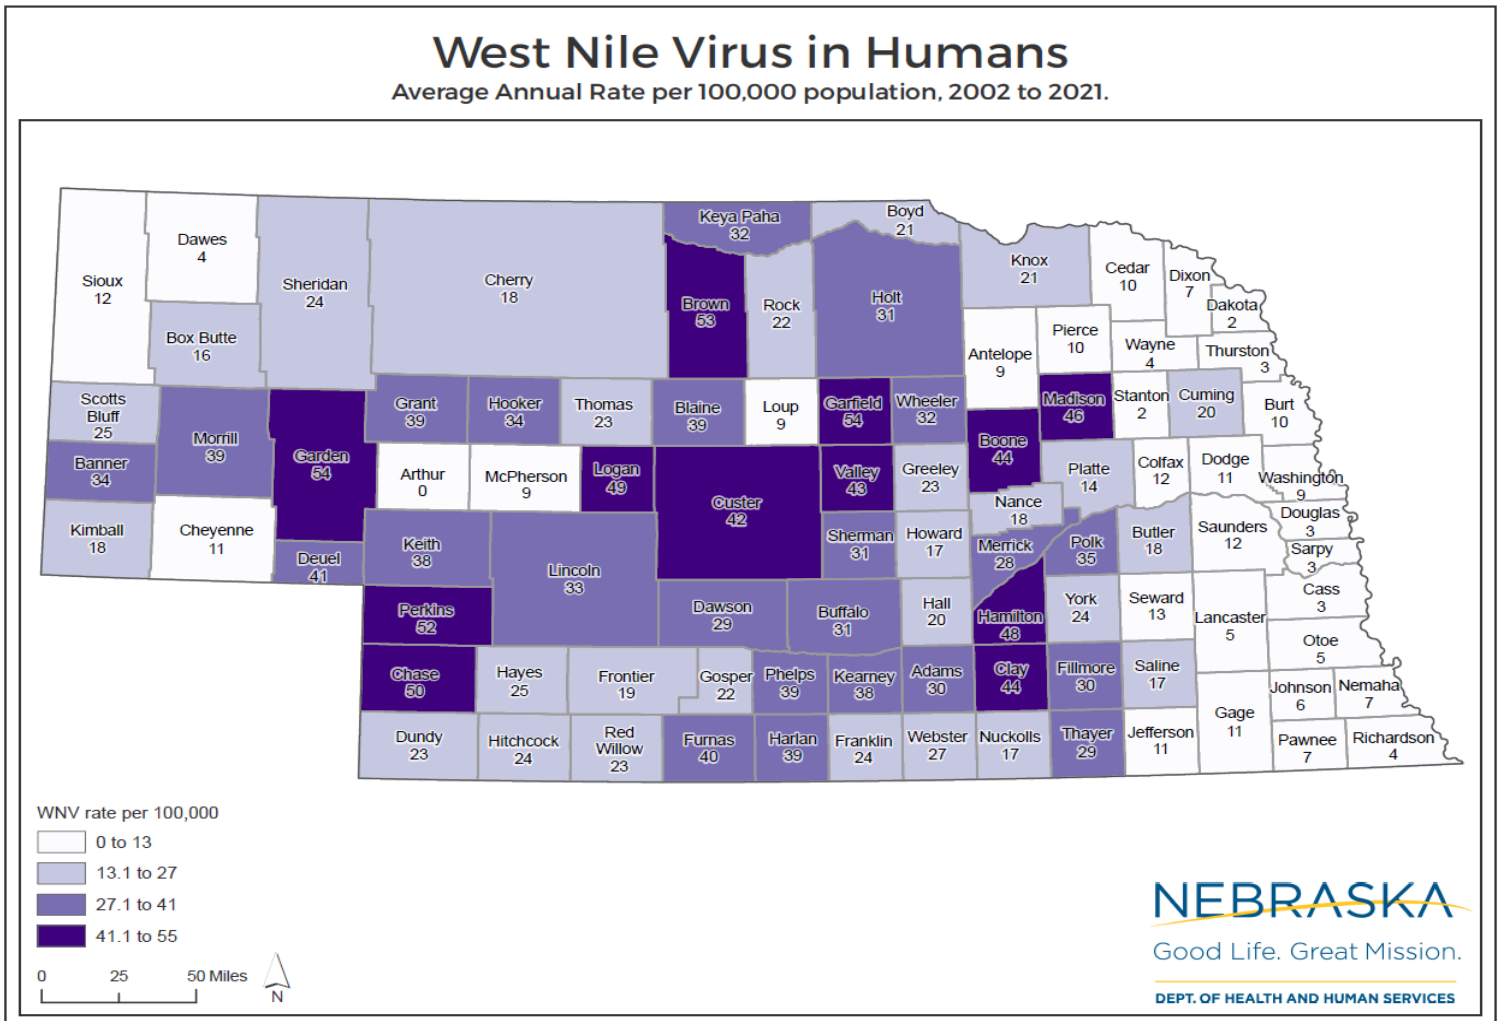 West Nile Virus in Humans
Average Annual Rate per 100,000 population, 2002 to 2021.
Sioux
12
Dawes
4
Box Butte
16
Sheridan
24
Cherry
18
Keya Paha
32
Brown
53
Rock
22
Boyd
21
Holt
31
Knox
21
Cedar
10
Dixon
7
Dakota
2
Antelope
9
Pierce
10
Wayne
4
Thurston
3
Scotts
Bluff
25
Banner
34
Kimball
18
Morrill
39
Cheyenne
11
Garden
54
Deuel
41
Grant
39
Hooker
34
Thomas
23
Blaine
39
Loup
9
Garfield
54
Wheeler
32
Madison
46
Stanton
2
Cuming
20
Burt
10
Arthur
0
McPherson
9
Logan
49
Custer
42
Valley
43
Greeley
23
Boone
44
Nance
18
Platte
14
Colfax
12
Dodge
11
Washington
9
Douglas
3
Sarpy
3
Keith
38
Lincoln
33
Sherman
31
Howard
17
Merrick
28
Polk
35
Butler
18
Saunders
12
Perkins
52
Dawson
29
Buffalo
31
Hall
20
Hamilton
48
York
24
Seward
13
Lancaster
5
Cass
3
Otoe
5
Chase
50
Hayes
25
Frontier
19
Gosper
22
Phelps
39
Kearney
38
Adams
30
Clay
44
Fillmore
30
Saline
17
Gage
11
Johnson
6
Nemaha
7
Dundy
23
Hitchcock
24
Red
Willow
23
Furnas
40
Harlan
39
Franklin
24
Webster
27
Nuckolls
17
Thayer
29
Jefferson
11
Pawnee
7
Richardson
4
WNV rate per 100,000
0 to 13
13.1 to 27
27.1 to 41
41.1 to 55
0 25 50 Miles
N
NEBRASKA
Good Life. Great Mission.
DEPT. OF HEALTH AND HUMAN SERVICES